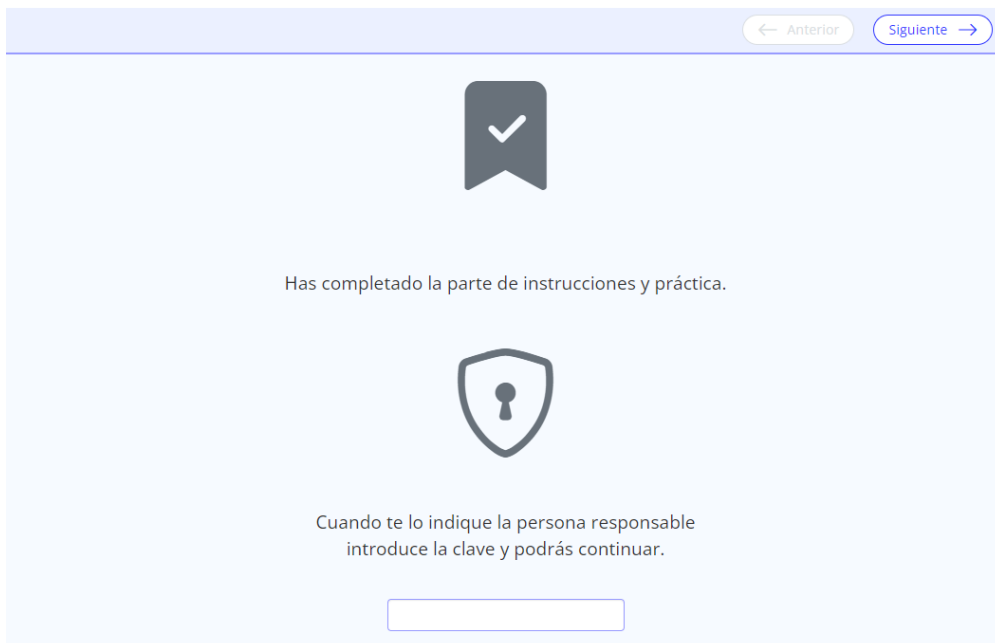 Anterior
Siguiente
Has completado la parte de instrucciones y práctica.
Cuando te lo indique la persona responsable
introduce la clave y podrás continuar.